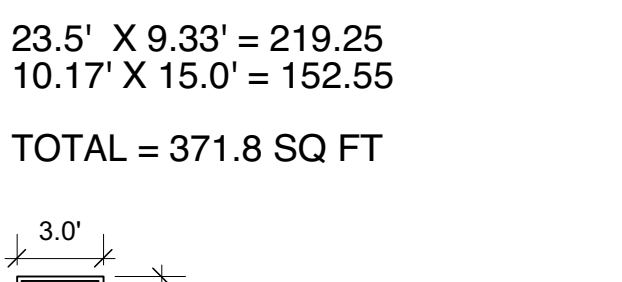 23.5' X 9.33' = 219.25
10.17' X 15.0' = 152.55
TOTAL = 371.8 SQ FT
3.0'